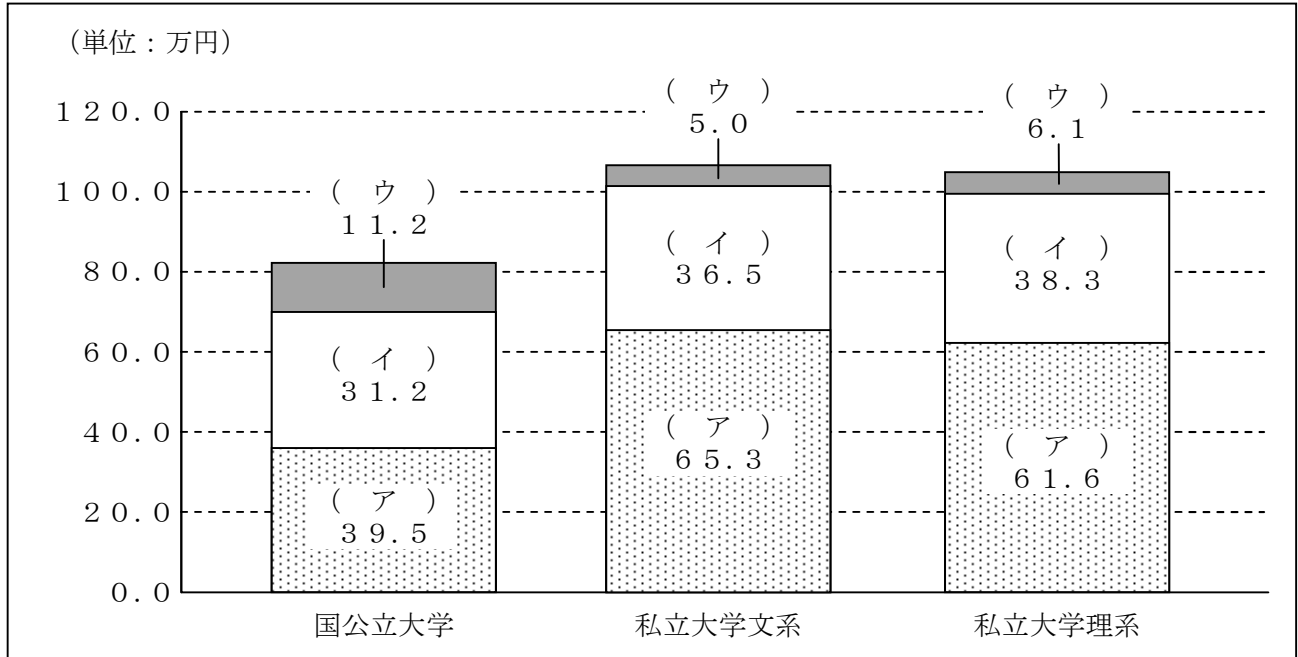 （単位：万円）
１２０．０
１００．０
８０．０
６０．０
４０．０
２０．０
０．０
（　ウ　）
１１．２
（　イ　）
３１．２
（　ア　）
３９．５
（　ウ　）
５．０
（　イ　）
３６．５
（　ア　）
６５．３
（　ウ　）
６．１
（　イ　）
３８．３
（　ア　）
６１．６
国公立大学
私立大学文系
私立大学理系